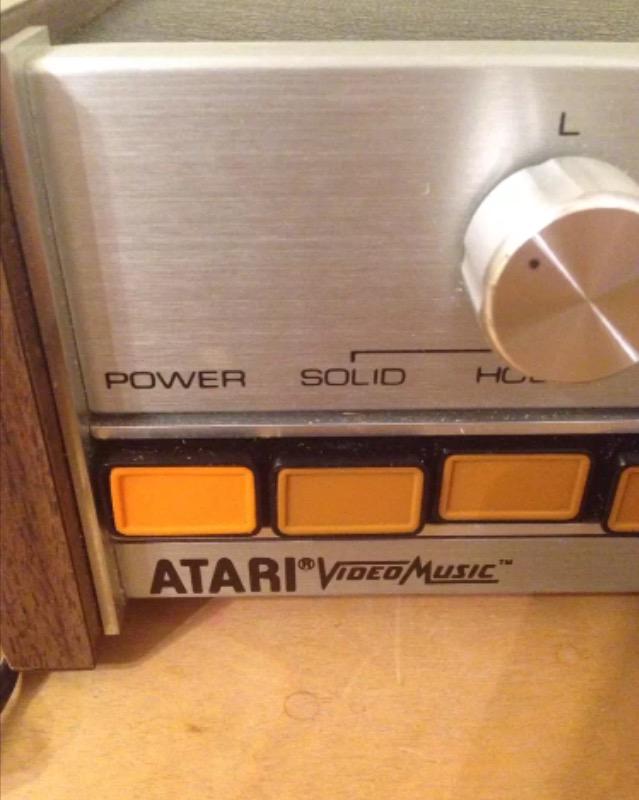 L
POWER SOLID
ATARI® VIDEO MUSIC™